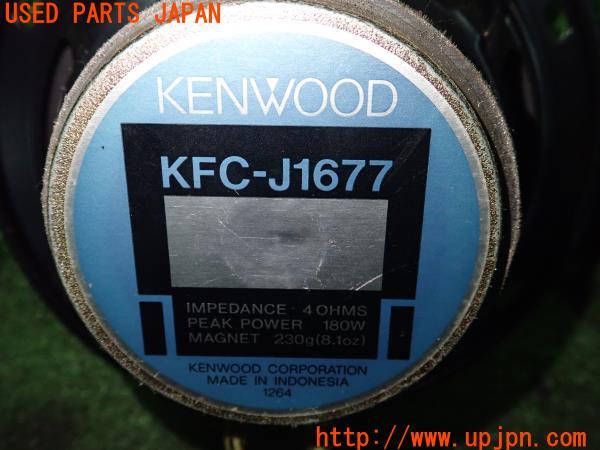 USED PARTS JAPAN
KENWOOD
KFC-J1677
IMPEDANCE 4 OHMS
PEAK POWER 180W
MAGNET 230g(8.1oz)
KENWOOD CORPORATION
MADE IN INDONESIA
1264
http://www.upjpn.com